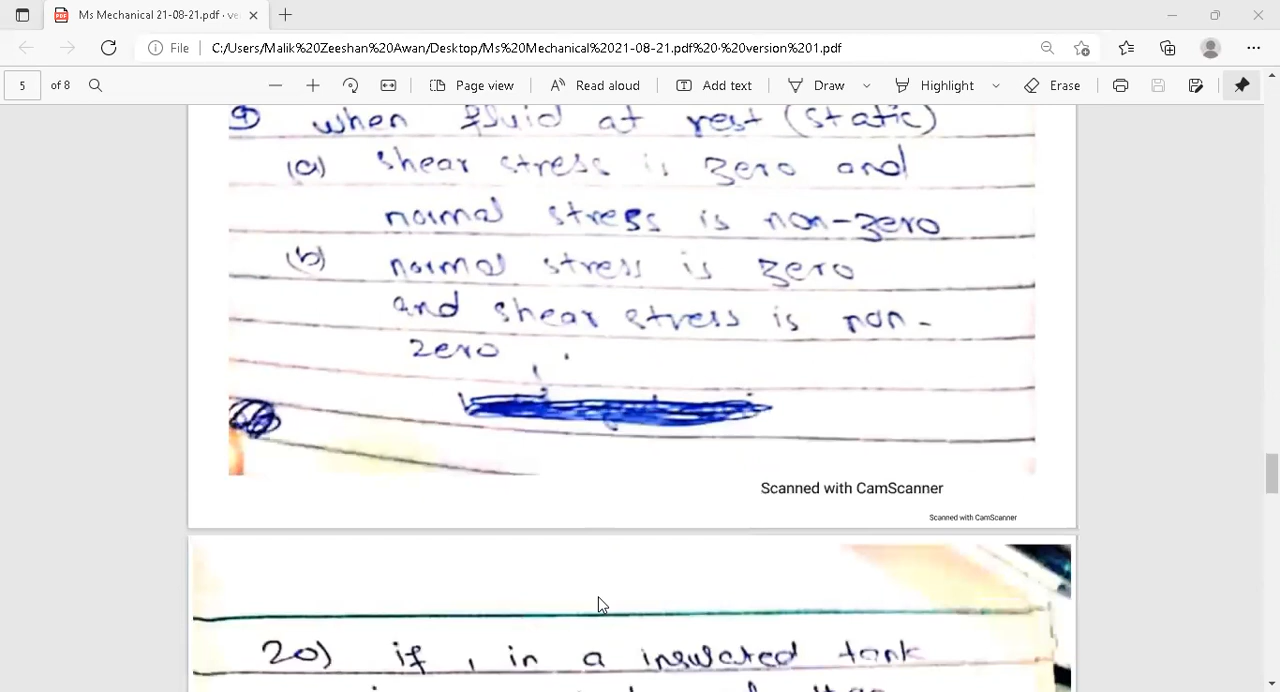 Ms Mechanical 21-08-21.pdf
File
C:/Users/Malik%20Zeeshan%20Awan/Desktop/Ms%20Mechanical%2021-08-21.pdf%20·%20version%201.pdf
5 of 8
Page view
Read aloud
Add text
Draw
Highlight
Erase
9 when fluid at rest (static)
(a) shear stress is zero and
normal stress is non-zero
(b) normal stress is zero
and shear stress is non-
zero.
Scanned with CamScanner
Scanned with CamScanner
20) if, in a insulated tank